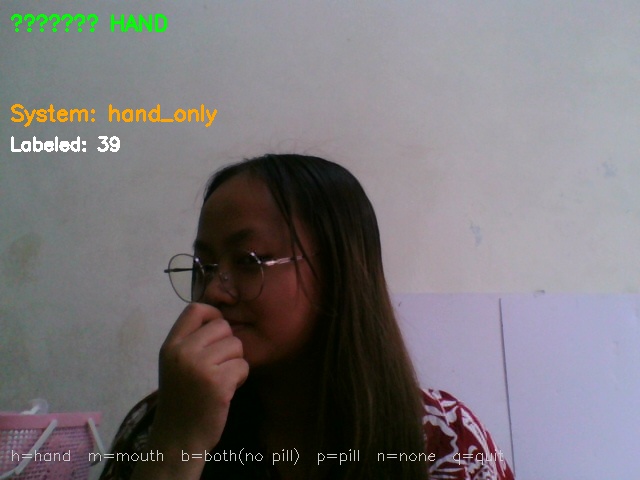 ??????? HAND
System: hand_only
Labeled: 39
h=hand m=mouth b=both(no pill) p=pill n=none q=quit